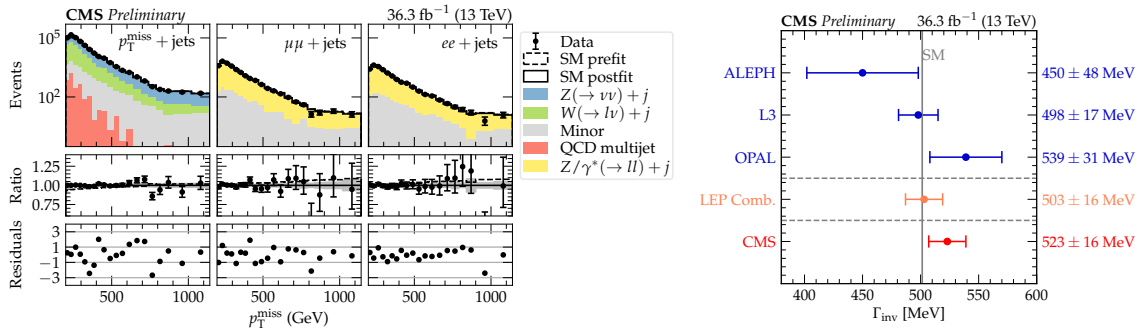 CMS Preliminary 36.3 fb⁻¹ (13 TeV)
p_T^miss + jets
μμ + jets
ee + jets
10⁵
10²
Events
Data
SM prefit
SM postfit
Z(→ νν) + j
W(→ lν) + j
Minor
QCD multijet
Z/γ*(→ ll) + j
1.25
1.00
0.75
Ratio
3
1
−1
−3
Residuals
500 1000 500 1000 500 1000
p_T^miss (GeV)
CMS Preliminary 36.3 fb⁻¹ (13 TeV)
SM
ALEPH 450 ± 48 MeV
L3 498 ± 17 MeV
OPAL 539 ± 31 MeV
LEP Comb. 503 ± 16 MeV
CMS 523 ± 16 MeV
400 450 500 550 600
Γ_inv [MeV]